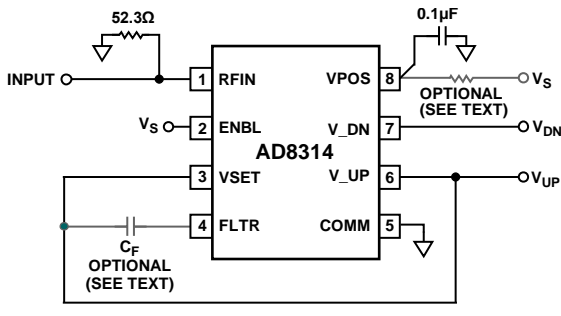 52.3Ω
0.1µF
INPUT
1 RFIN
VPOS 8
VS
OPTIONAL
(SEE TEXT)
VS
2 ENBL
V_DN 7
VDN
AD8314
3 VSET
V_UP 6
VUP
4 FLTR
COMM 5
CF
OPTIONAL
(SEE TEXT)